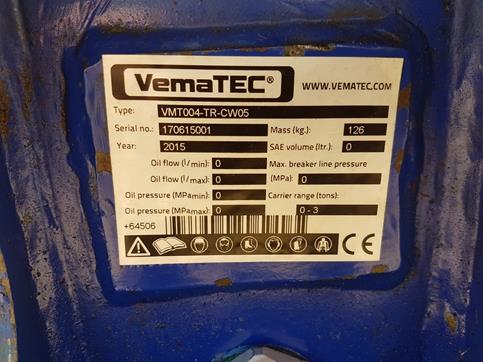 VemaTEC® WWW.VEMATEC.COM
Type: VMT004-TR-CW05
Serial no.: 170615001 Mass (kg.): 126
Year: 2015 SAE volume (ltr.): 0
Oil flow (l/min): 0 Max. breaker line pressure
Oil flow (l/max): 0 (MPa): 0
Oil pressure (MPamin): 0 Carrier range (tons):
Oil pressure (MPamax): 0 0 - 3
+64506
CE